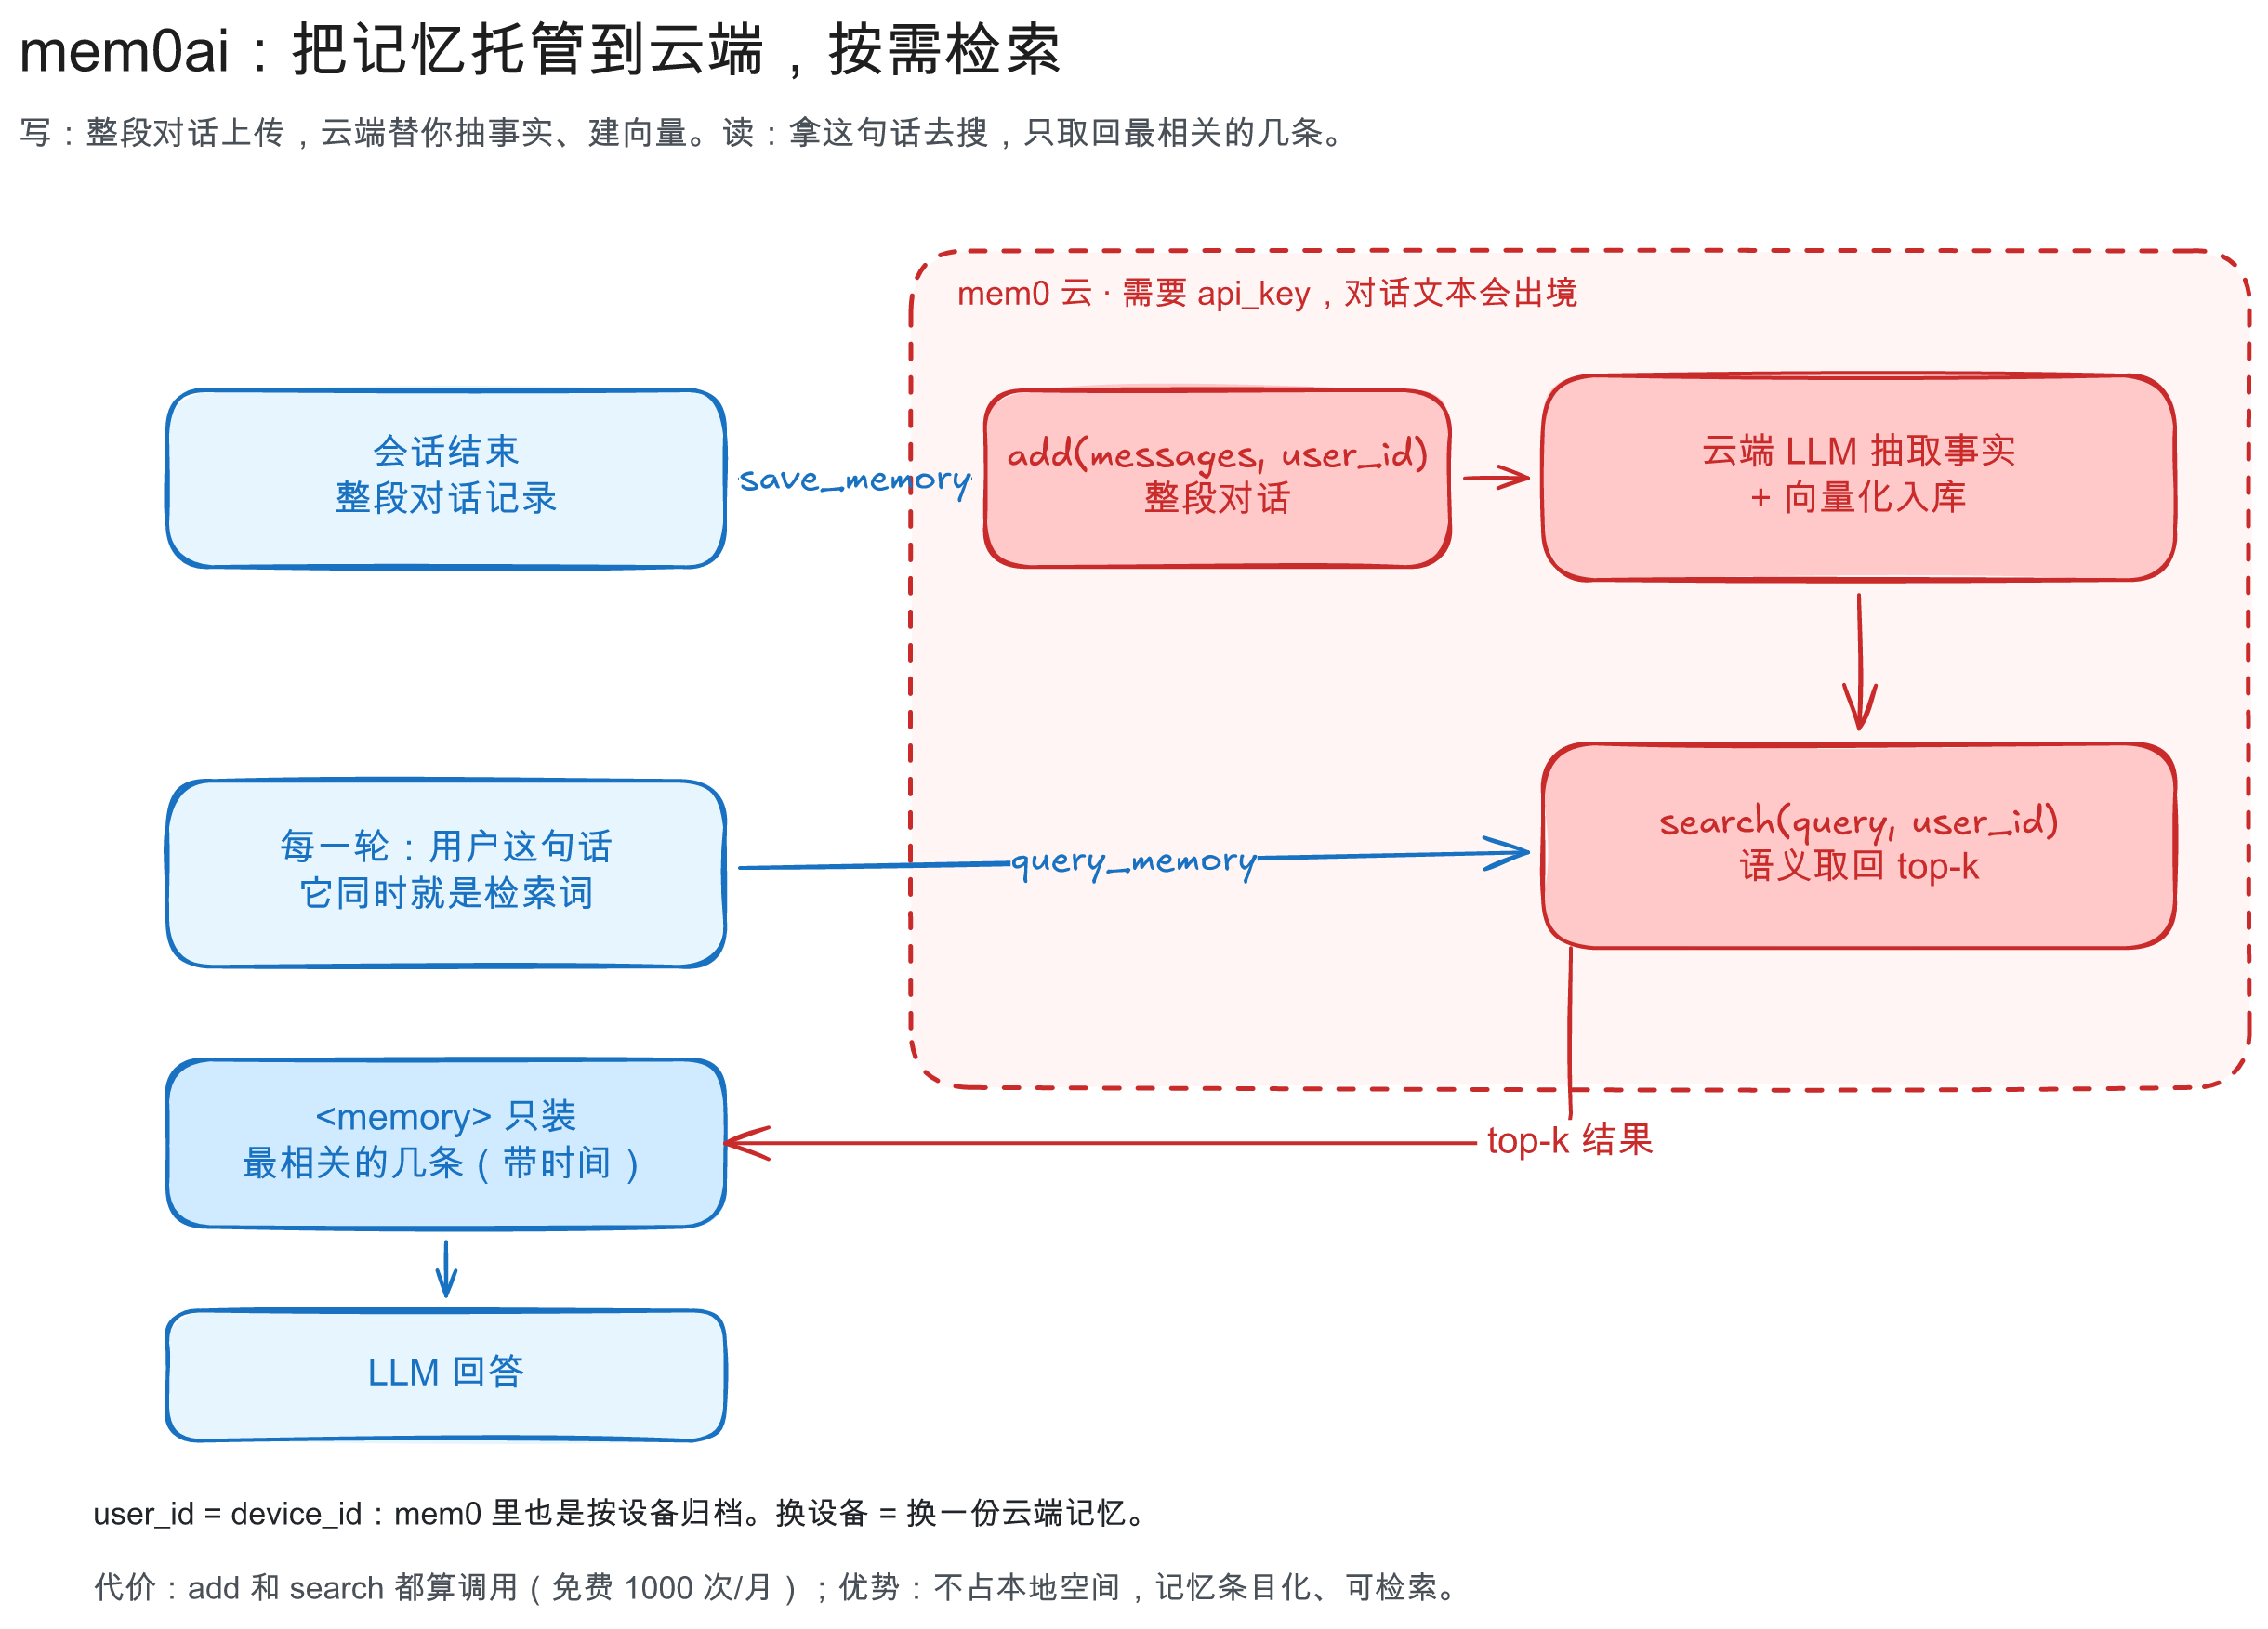 mem0ai：把记忆托管到云端，按需检索
写：整段对话上传，云端替你抽事实、建向量。读：拿这句话去搜，只取回最相关的几条。
mem0 云 · 需要 api_key，对话文本会出境
会话结束
整段对话记录
save_memory
add(messages, user_id)
整段对话
云端 LLM 抽取事实
+ 向量化入库
每一轮：用户这句话
它同时就是检索词
query_memory
search(query, user_id)
语义取回 top-k
<memory> 只装
最相关的几条（带时间）
top-k 结果
LLM 回答
user_id = device_id：mem0 里也是按设备归档。换设备 = 换一份云端记忆。
代价：add 和 search 都算调用（免费 1000 次/月）；优势：不占本地空间，记忆条目化、可检索。